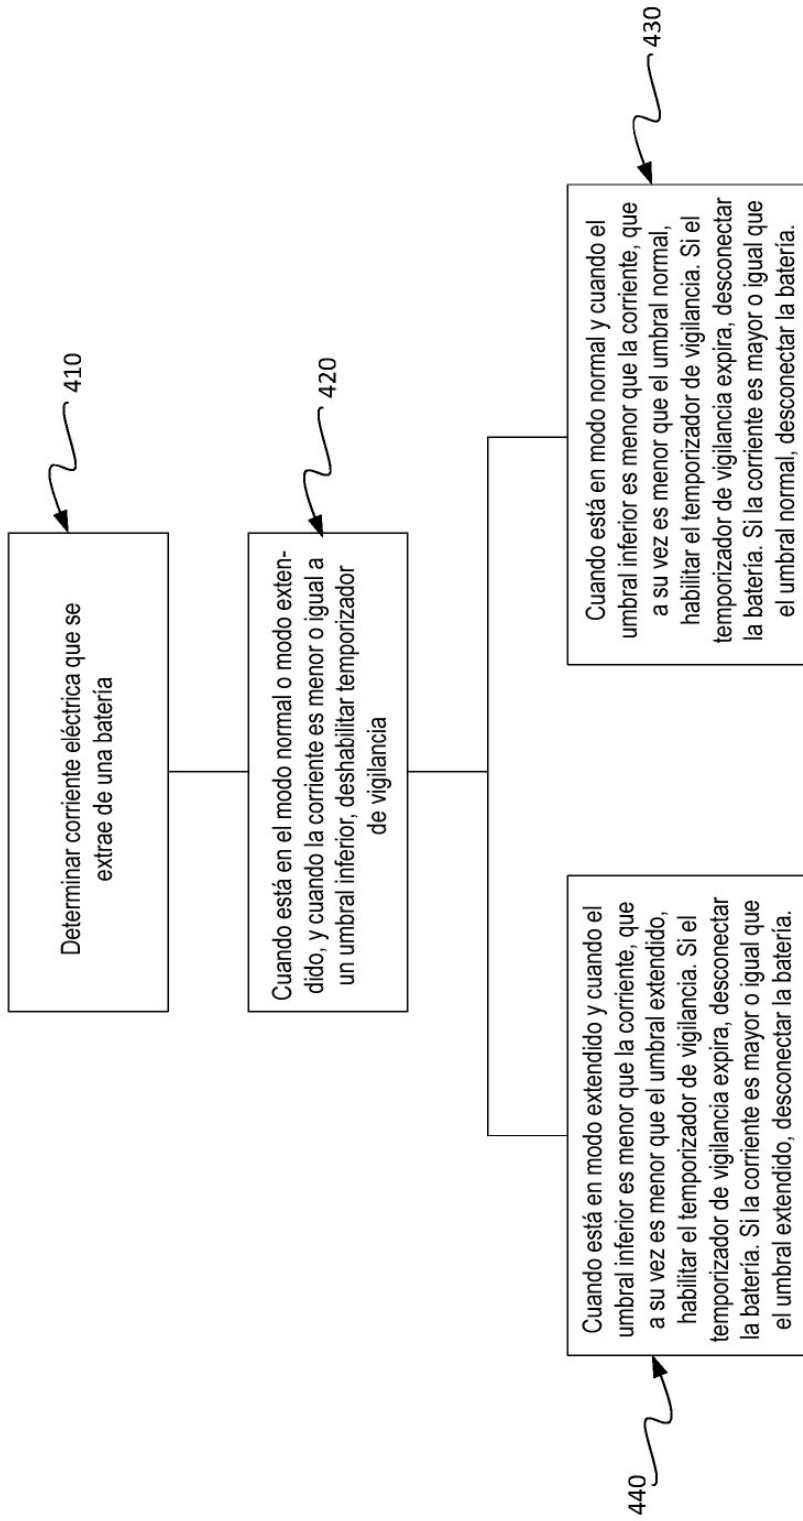 Determinar corriente eléctrica que se
extrae de una batería
410
Cuando está en el modo normal o modo exten-
dido, y cuando la corriente es menor o igual a
un umbral inferior, deshabilitar temporizador
de vigilancia
420
Cuando está en modo extendido y cuando el
umbral inferior es menor que la corriente, que
a su vez es menor que el umbral extendido,
habilitar el temporizador de vigilancia. Si el
temporizador de vigilancia expira, desconectar
la batería. Si la corriente es mayor o igual que
el umbral extendido, desconectar la batería.
440
Cuando está en modo normal y cuando el
umbral inferior es menor que la corriente, que
a su vez es menor que el umbral normal,
habilitar el temporizador de vigilancia. Si el
temporizador de vigilancia expira, desconectar
la batería. Si la corriente es mayor o igual que
el umbral normal, desconectar la batería.
430